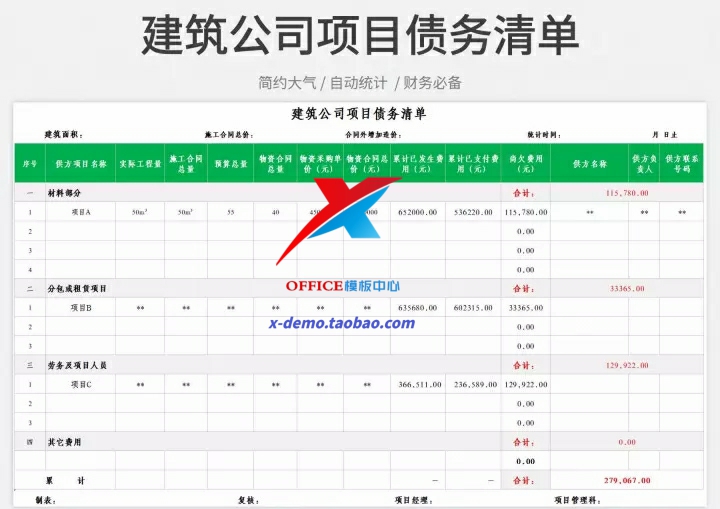 建筑公司项目债务清单
简约大气 / 自动统计 / 财务必备
建筑公司项目债务清单
建筑面积： 施工合同总价： 合同外增加造价： 统计时间： 月 日止
序号 供方项目名称 实际工程量 施工合同总量 预算总量 物资合同总量 物资采购单价（元） 物资合同总价（元） 累计已发生费用（元） 累计已支付费用（元） 尚欠费用（元） 供方名称 供方负责人 供方联系号码
一 材料部分 合计： 115,780.00
1 项目A 50m³ 50m³ 55 40 652000.00 536220.00 115,780.00 ** ** **
2 0.00
3 0.00
4 0.00
OFFICE模板中心
二 分包或租赁项目 合计： 33365.00
1 项目B ** ** ** ** ** ** 635680.00 602315.00 33365.00
x-demo.taobao.com
2 0.00
3 0.00
三 劳务及项目人员 合计： 129,922.00
1 项目C ** ** ** ** ** ** 366,511.00 236,589.00 129,922.00
2 0.00
3 0.00
四 其它费用 合计： 0.00
0.00
累 计 — — 合计： 279,067.00
制表： 复核： 项目经理： 项目管理科：